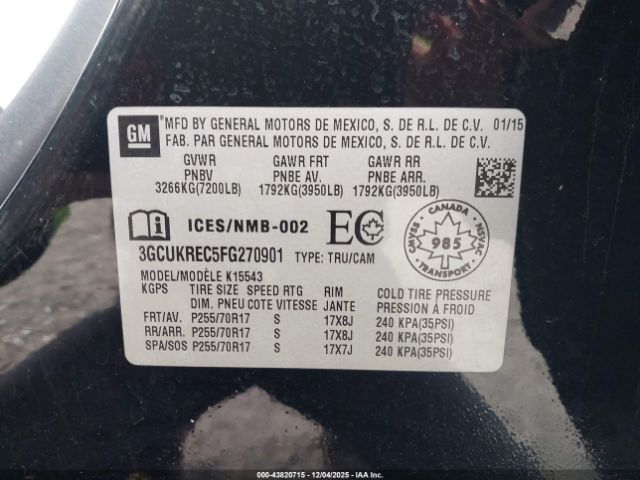 GM
*MFD BY GENERAL MOTORS DE MEXICO, S. DE R.L. DE C.V. 01/15
FAB. PAR GENERAL MOTORS DE MEXICO, S. DE R.L. DE C.V.
GVWR GAWR FRT GAWR RR
PNBV PNBE AV. PNBE ARR.
3266KG(7200LB) 1792KG(3950LB) 1792KG(3950LB)
i ICES/NMB-002 EC
CANADA
CMVSS 985 NSVAC
TRANSPORT
3GCUKREC5FG270901 TYPE: TRU/CAM
MODEL/MODÈLE K15543
KGPS TIRE SIZE SPEED RTG RIM COLD TIRE PRESSURE
DIM. PNEU COTE VITESSE JANTE PRESSION À FROID
FRT/AV. P255/70R17 S 17X8J 240 KPA(35PSI)
RR/ARR. P255/70R17 S 17X8J 240 KPA(35PSI)
SPA/SOS P255/70R17 S 17X7J 240 KPA(35PSI)
000-43820715 - 12/04/2025 - IAAI, Inc.